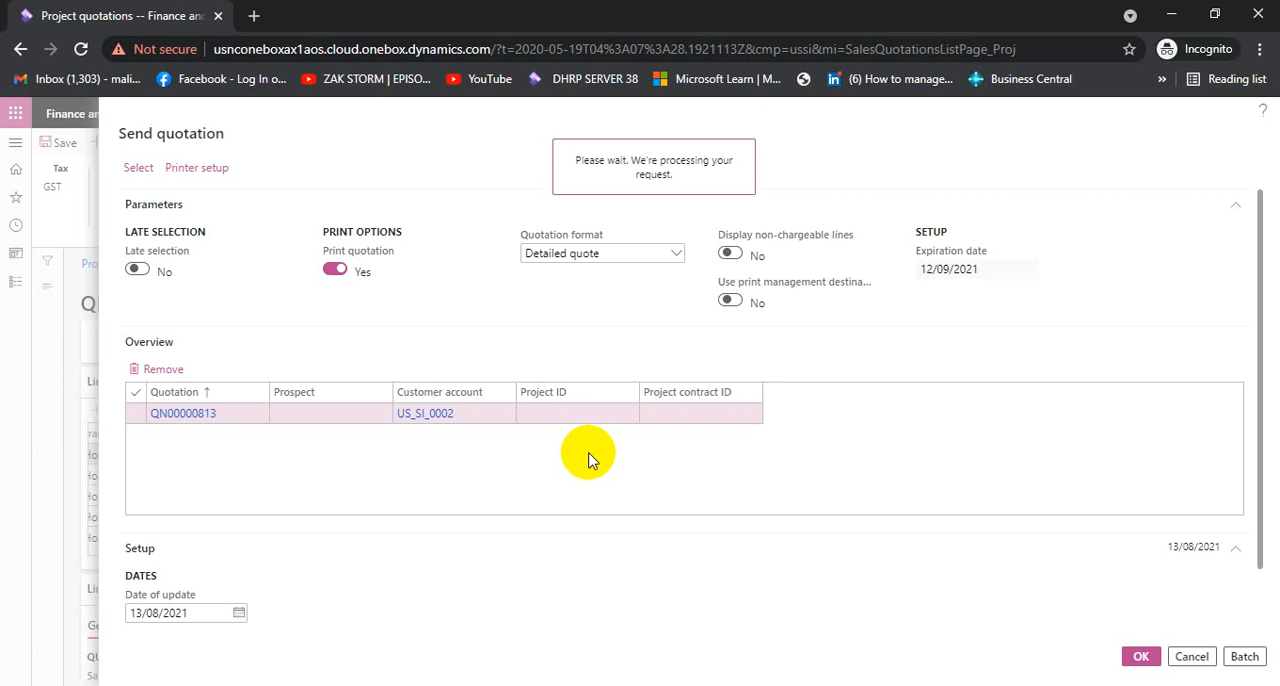 Project quotations -- Finance and
Not secure usnconeboxax1aos.cloud.onebox.dynamics.com/?t=2020-05-19T04%3A07%3A28.1921113Z&cmp=ussi&mi=SalesQuotationsListPage_Proj
Incognito
Inbox (1,303) - mali...
Facebook - Log In o...
ZAK STORM | EPISO...
YouTube
DHRP SERVER 38
Microsoft Learn | M...
(6) How to manage...
Business Central
»
Reading list
Finance an
?
Save
Tax
GST
Pro
Send quotation
Please wait. We're processing your
request.
Select Printer setup
Parameters
LATE SELECTION
Late selection
No
PRINT OPTIONS
Print quotation
Yes
Quotation format
Detailed quote
Display non-chargeable lines
No
Use print management destina...
No
SETUP
Expiration date
12/09/2021
Overview
Remove
Quotation ↑ Prospect Customer account Project ID Project contract ID
QN00000813 US_SI_0002
Setup 13/08/2021
DATES
Date of update
13/08/2021
OK Cancel Batch